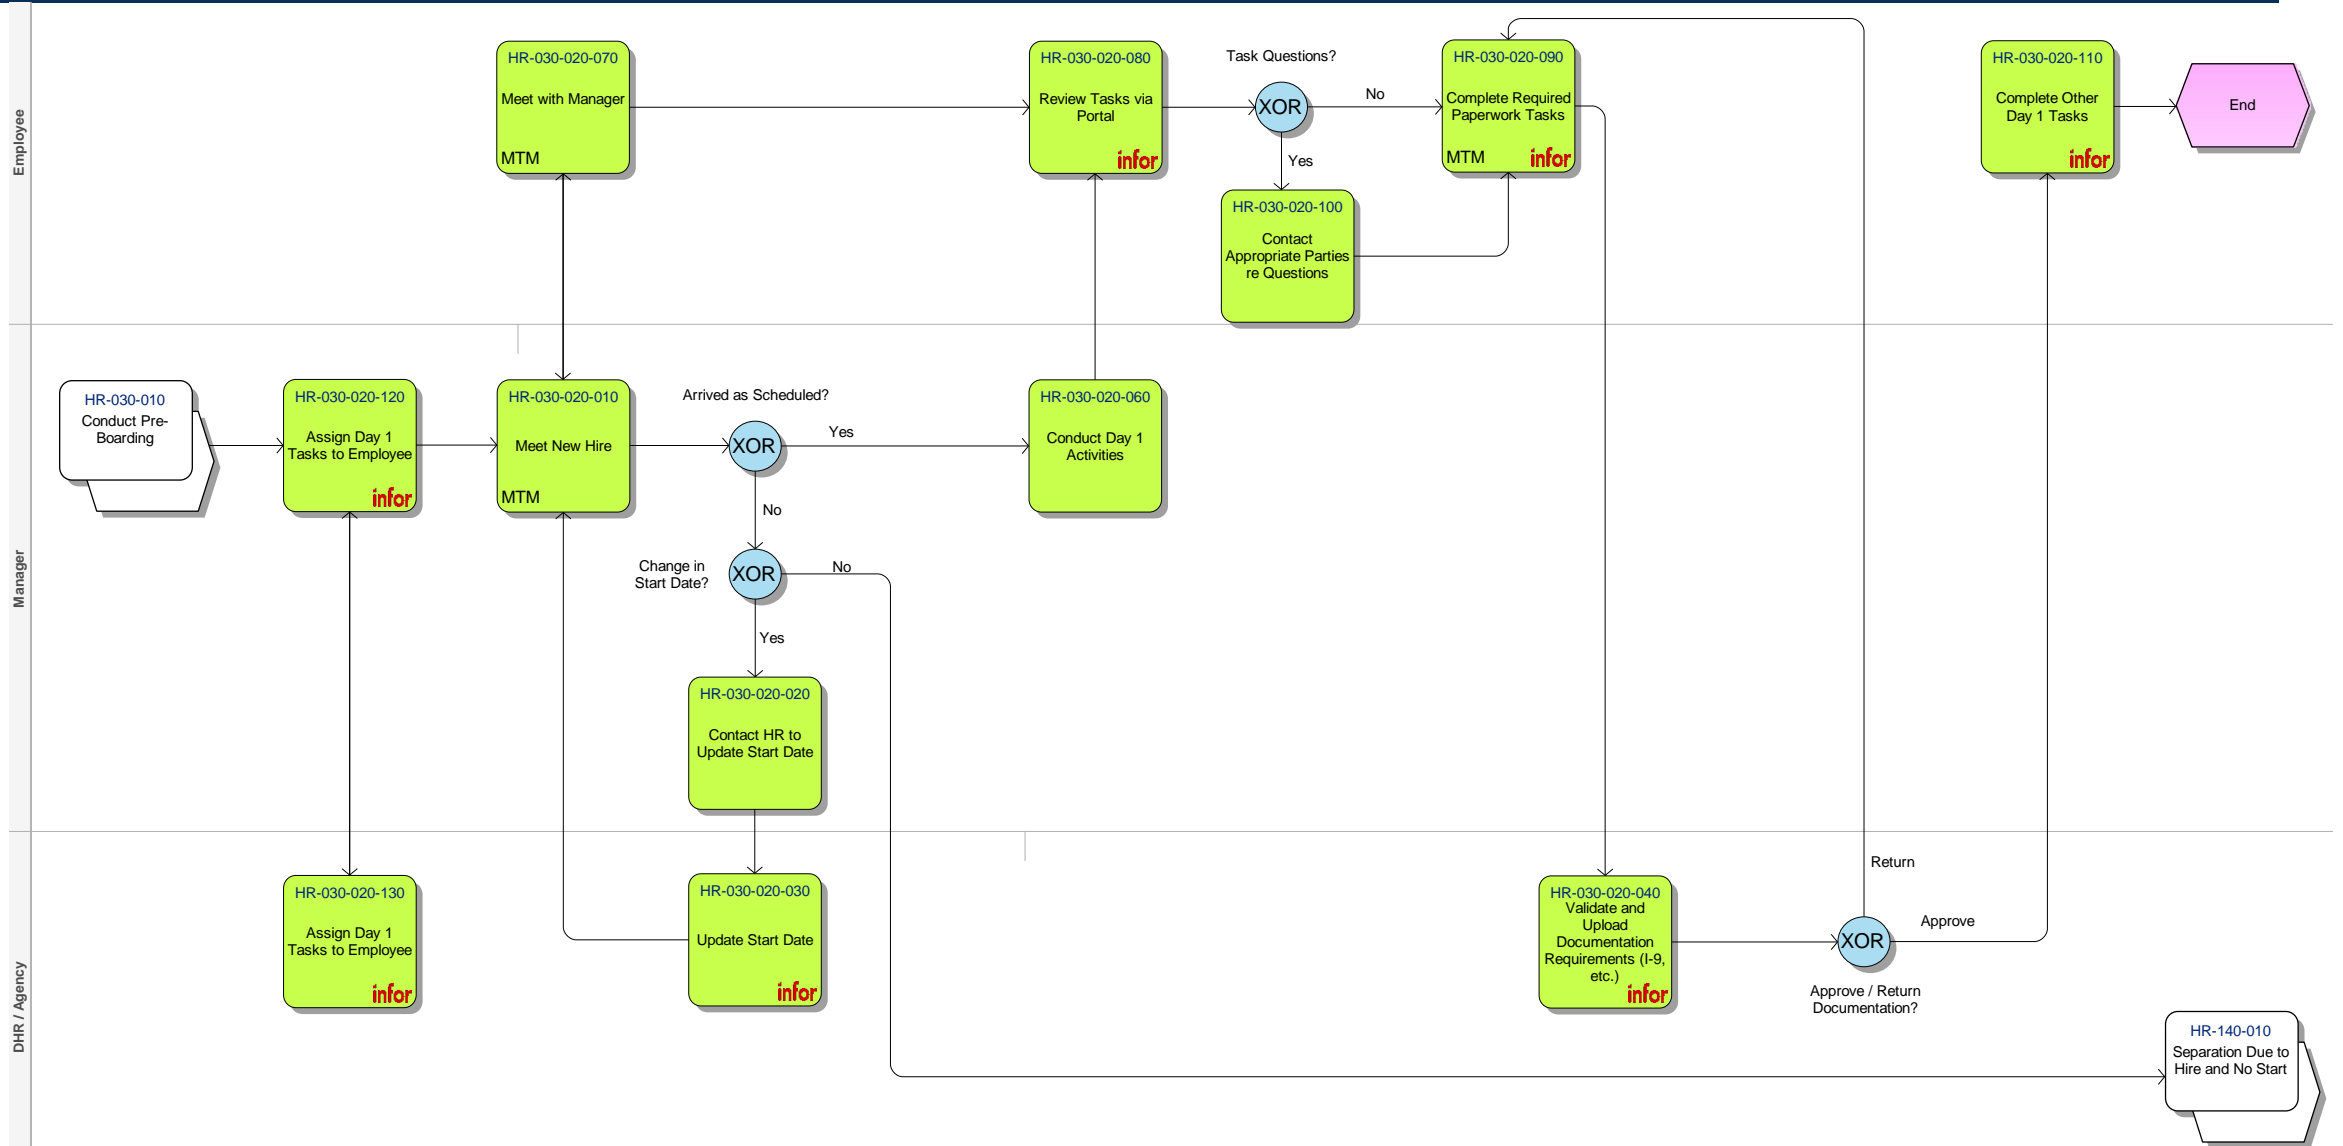 Employee
HR-030-020-070
Meet with Manager
MTM
HR-030-020-080
Review Tasks via
Portal
infor
Task Questions?
XOR
No
Yes
HR-030-020-090
Complete Required
Paperwork Tasks
MTM
infor
HR-030-020-100
Contact
Appropriate Parties
re Questions
HR-030-020-110
Complete Other
Day 1 Tasks
infor
End
Manager
HR-030-010
Conduct Pre-
Boarding
HR-030-020-120
Assign Day 1
Tasks to Employee
infor
HR-030-020-010
Meet New Hire
MTM
Arrived as Scheduled?
XOR
Yes
No
HR-030-020-060
Conduct Day 1
Activities
Change in
Start Date?
XOR
No
Yes
HR-030-020-020
Contact HR to
Update Start Date
DHR / Agency
HR-030-020-130
Assign Day 1
Tasks to Employee
infor
HR-030-020-030
Update Start Date
infor
HR-030-020-040
Validate and
Upload
Documentation
Requirements (I-9,
etc.)
infor
Return
XOR
Approve
Approve / Return
Documentation?
HR-140-010
Separation Due to
Hire and No Start